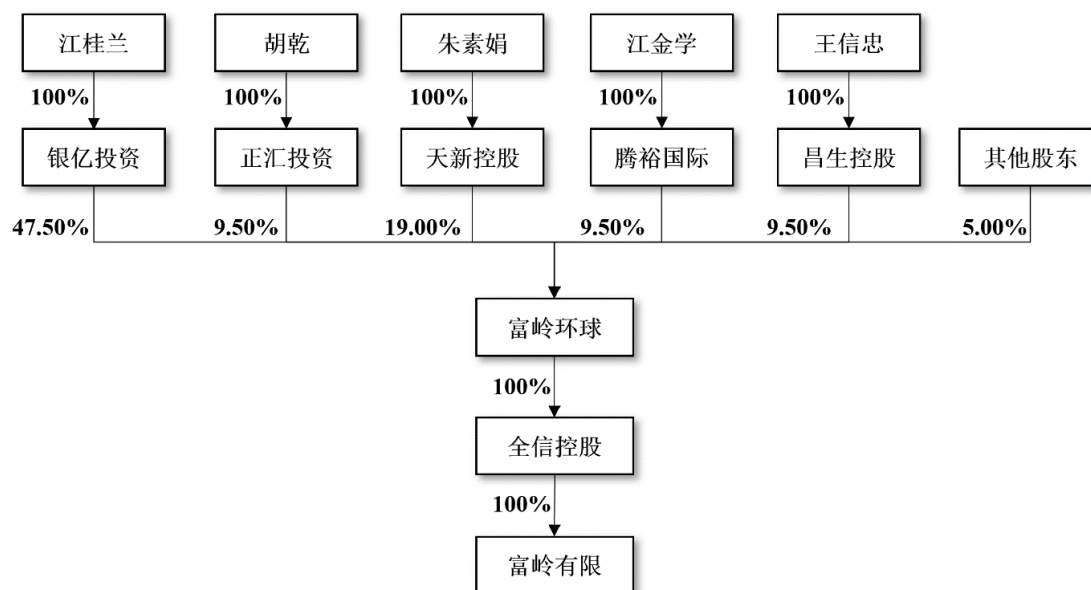 江桂兰 胡乾 朱素娟 江金学 王信忠
100% 100% 100% 100% 100%
银亿投资 正汇投资 天新控股 腾裕国际 昌生控股 其他股东
47.50% 9.50% 19.00% 9.50% 9.50% 5.00%
富岭环球
100%
全信控股
100%
富岭有限